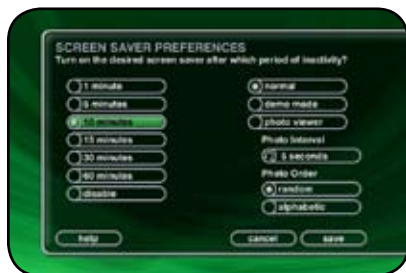 SCREEN SAVER PREFERENCES
Turn on the desired screen saver after which period of inactivity?
1 minute
5 minutes
10 minutes
15 minutes
30 minutes
60 minutes
disable
normal
demo mode
photo viewer
Photo Interval
5 seconds
Photo Order
random
alphabetic
help
cancel
save